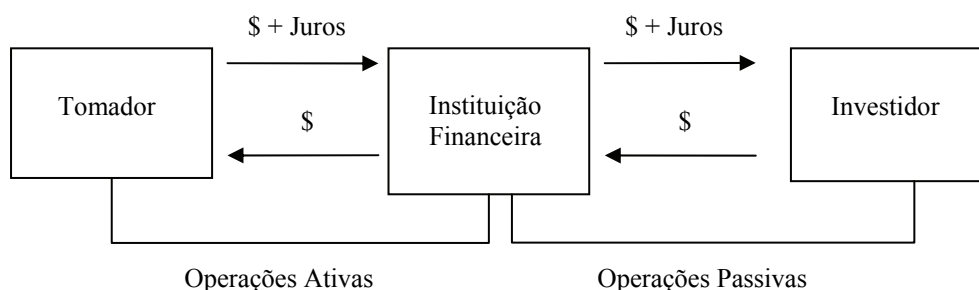 $ + Juros
$ + Juros
Tomador
Instituição
Financeira
Investidor
$
$
Operações Ativas
Operações Passivas